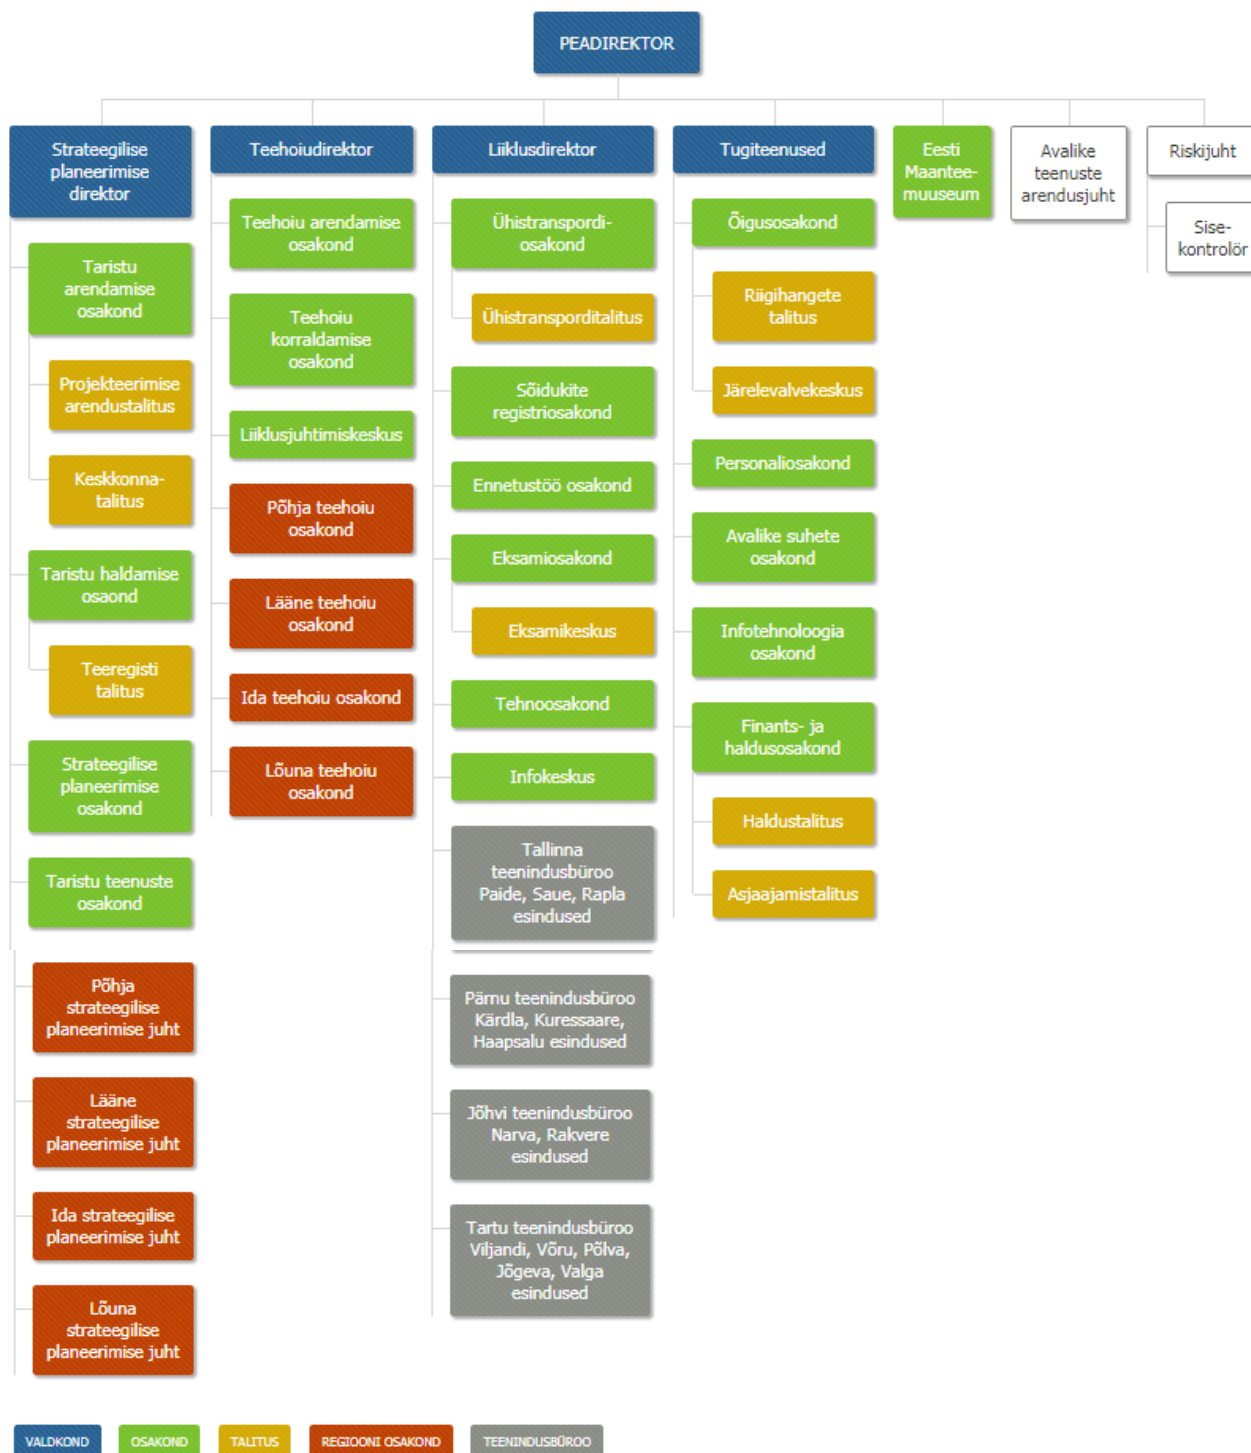 PEADIREKTOR
Strateegilise
planeerimise
direktor
Taristu
arendamise
osakond
Projekteerimise
arendustalitus
Keskkonna-
talitus
Taristu haldamise
osaond
Teeregisti
talitus
Strateegilise
planeerimise
osakond
Taristu teenuste
osakond
Põhja
strateegilise
planeerimise juht
Lääne
strateegilise
planeerimise juht
Ida strateegilise
planeerimise juht
Lõuna
strateegilise
planeerimise juht
Teehoiudirektor
Teehoiu arendamise
osakond
Teehoiu
korraldamise
osakond
Liiklusjuhtimiskeskus
Põhja teehoiu
osakond
Lääne teehoiu
osakond
Ida teehoiu osakond
Lõuna teehoiu
osakond
Liiklusdirektor
Ühistranspordi-
osakond
Ühistransporditalitus
Sõidukite
registriosakond
Ennetustöö osakond
Eksamiosakond
Eksamikeskus
Tehnoosakond
Infokeskus
Tallinna
teenindusbüroo
Paide, Saue, Rapla
esindused
Pärnu teenindusbüroo
Kärdla, Kuressaare,
Haapsalu esindused
Jõhvi teenindusbüroo
Narva, Rakvere
esindused
Tartu teenindusbüroo
Viljandi, Võru, Põlva,
Jõgeva, Valga
esindused
Tugiteenused
Õigusosakond
Riigihangete
talitus
Järelevalvekeskus
Personaliosakond
Avalike suhete
osakond
Infotehnoloogia
osakond
Finants- ja
haldusosakond
Haldustalitus
Asjaajamistalitus
Eesti
Maantee-
muuseum
Avalike
teenuste
arendusjuht
Riskijuht
Sise-
kontrolör
VALDKOND
OSAKOND
TALITUS
REGIOONI OSAKOND
TEENINDUSBÜROO